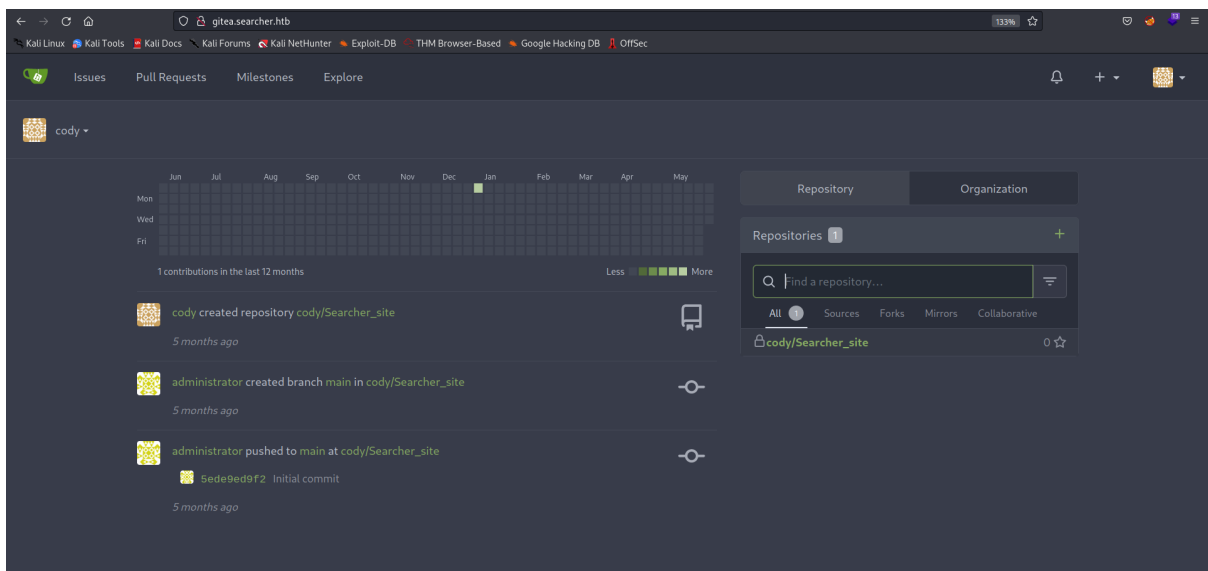 gitea.searcher.htb 133% 13
Kali Linux Kali Tools Kali Docs Kali Forums Kali NetHunter Exploit-DB THM Browser-Based Google Hacking DB OffSec
Issues Pull Requests Milestones Explore
cody
Jun Jul Aug Sep Oct Nov Dec Jan Feb Mar Apr May
Mon
Wed
Fri
1 contributions in the last 12 months Less More
cody created repository cody/Searcher_site
5 months ago
administrator created branch main in cody/Searcher_site
5 months ago
administrator pushed to main at cody/Searcher_site
5ede9ed9f2 Initial commit
5 months ago
Repository Organization
Repositories 1 +
Find a repository...
All 1 Sources Forks Mirrors Collaborative
cody/Searcher_site 0